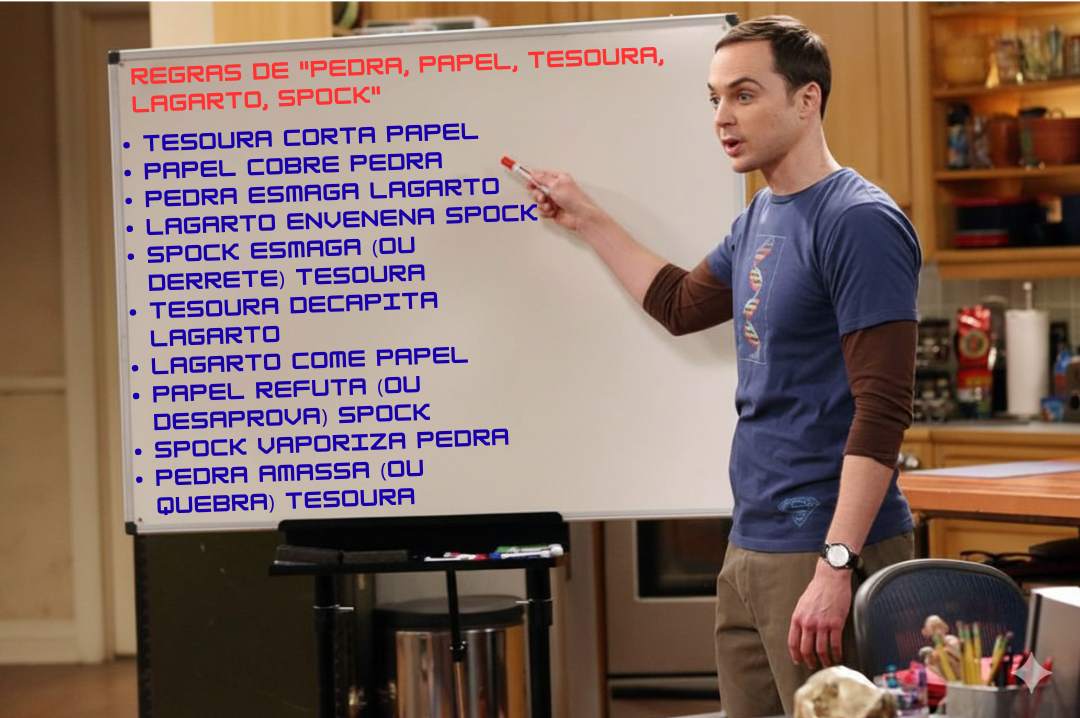 REGRAS DE "PEDRA, PAPEL, TESOURA,
LAGARTO, SPOCK"
• TESOURA CORTA PAPEL
• PAPEL COBRE PEDRA
• PEDRA ESMAGA LAGARTO
• LAGARTO ENVENENA SPOCK
• SPOCK ESMAGA (OU
DERRETE) TESOURA
• TESOURA DECAPITA
LAGARTO
• LAGARTO COME PAPEL
• PAPEL REFUTA (OU
DESAPROVA) SPOCK
• SPOCK VAPORIZA PEDRA
• PEDRA AMASSA (OU
QUEBRA) TESOURA